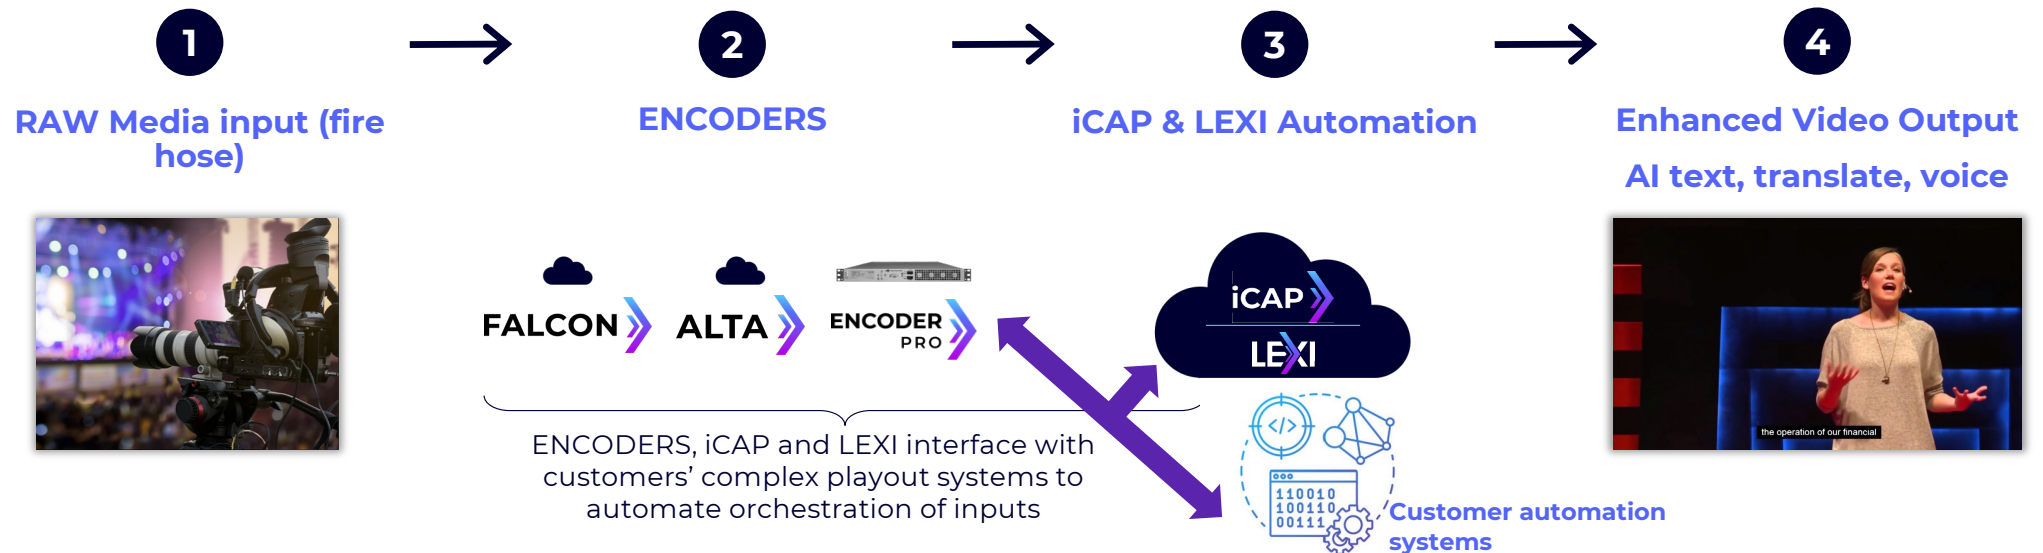 1
2
3
4
RAW Media input (fire
hose)
ENCODERS
iCAP & LEXI Automation
Enhanced Video Output
AI text, translate, voice
FALCON
ALTA
ENCODER
PRO
iCAP
LEXI
the operation of our financial
ENCODERS, iCAP and LEXI interface with
customers’ complex playout systems to
automate orchestration of inputs
</>
110010
100110
00111
Customer automation
systems